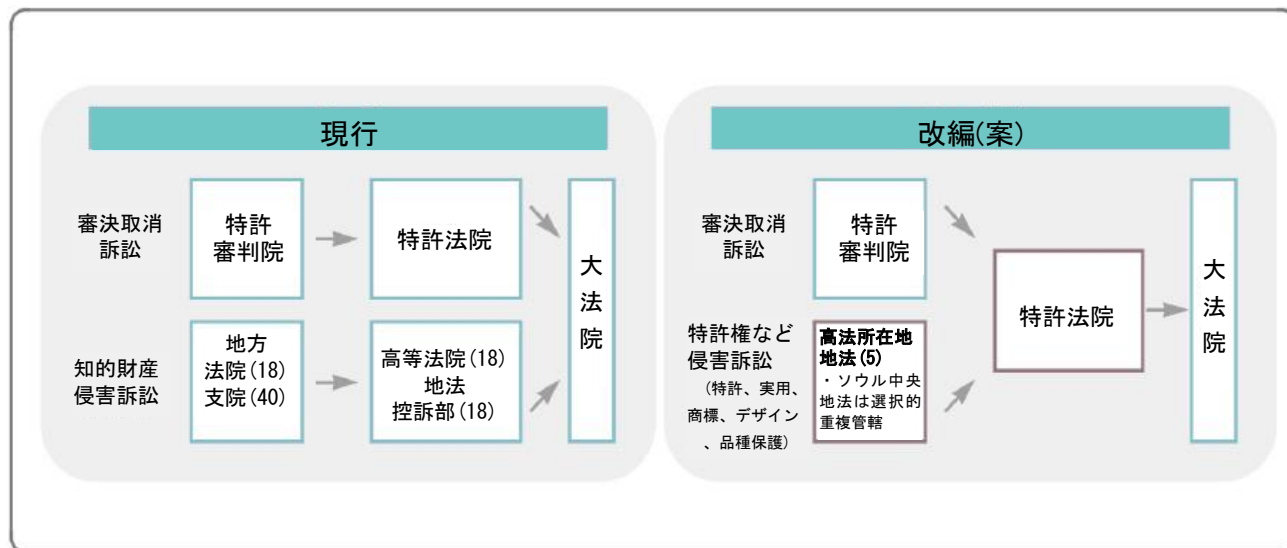 現行
審決取消
訴訟
特許
審判院
特許法院
大
法
院
知的財産
侵害訴訟
地方
法院(18)
支院(40)
高等法院(18)
地法
控訴部(18)
改編(案)
審決取消
訴訟
特許
審判院
特許権など
侵害訴訟
(特許、実用、
商標、デザイン
、品種保護)
高法所在地
地法(5)
・ソウル中央
地法は選択的
重複管轄
特許法院
大
法
院